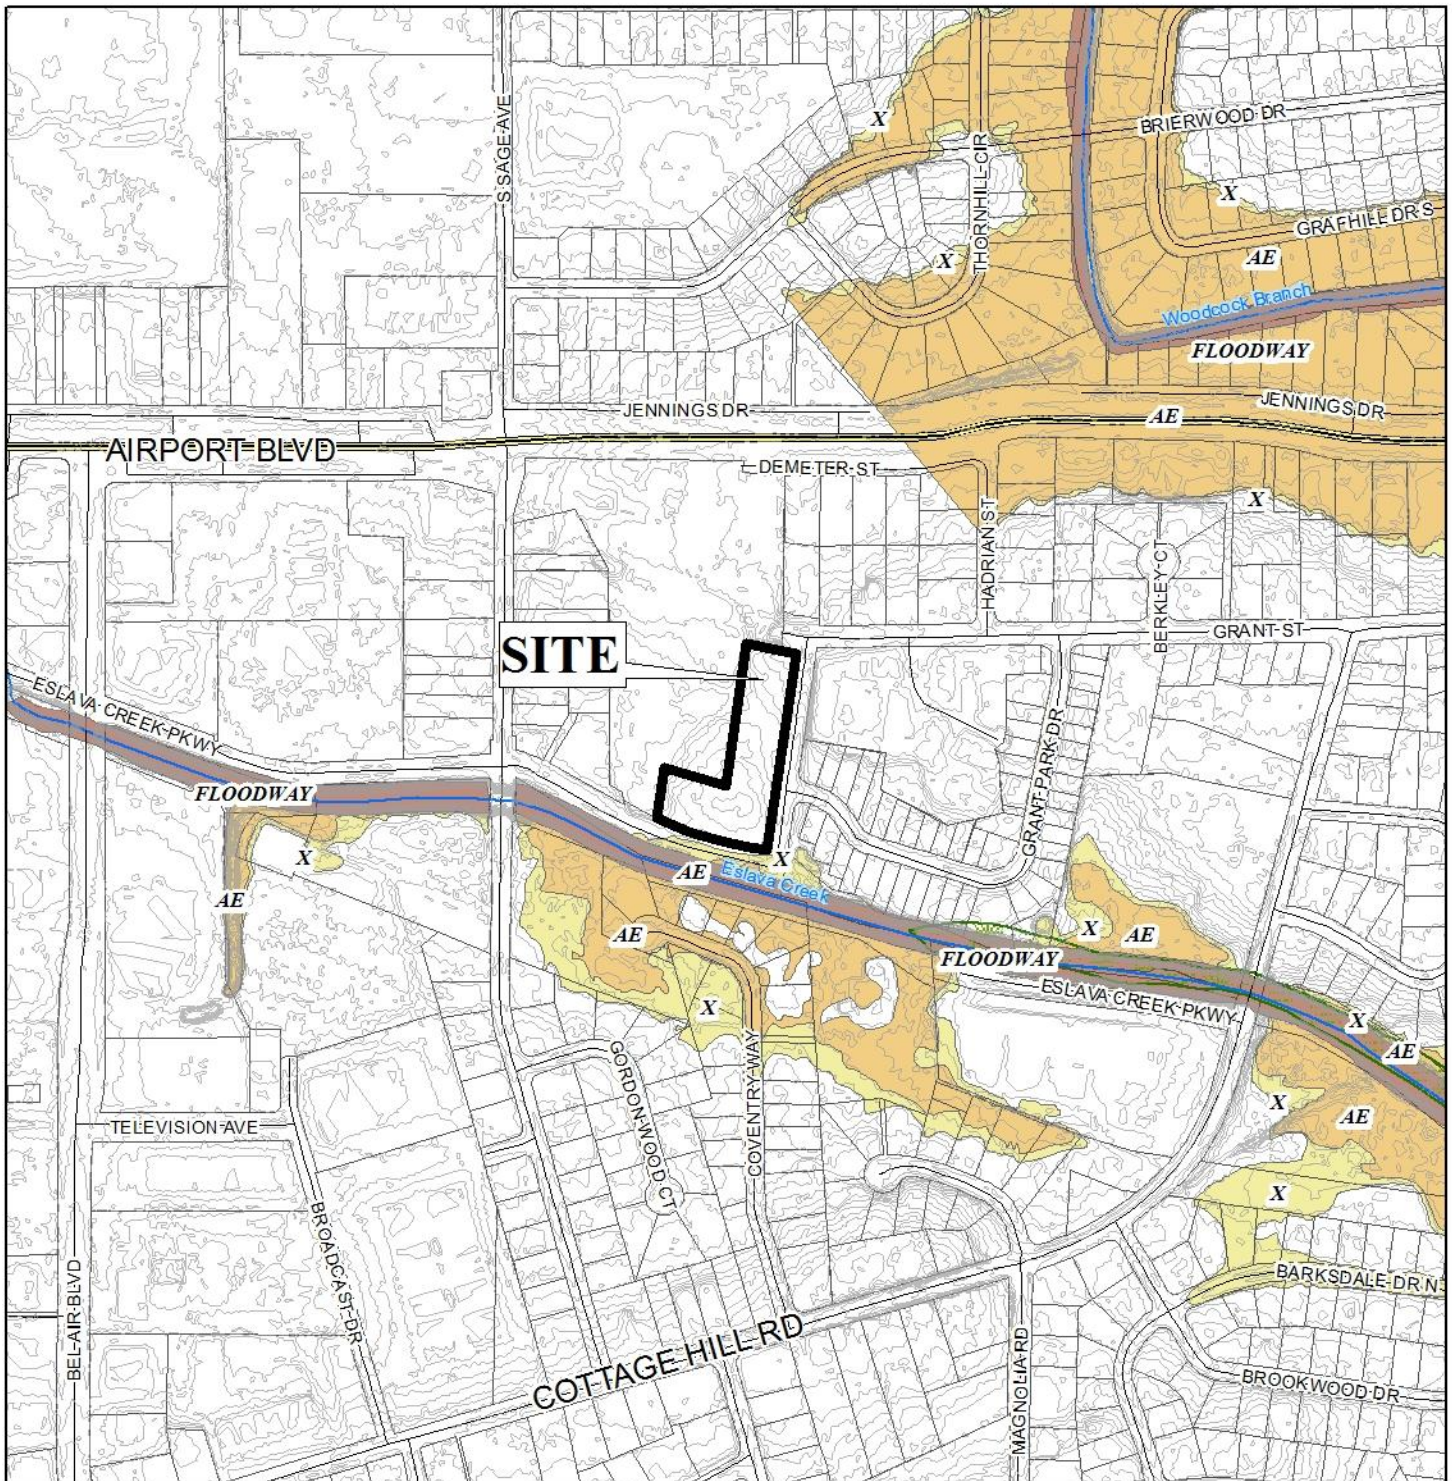 S SAGE AVE
X
THORNHILL CIR
BRIERWOOD DR
X
GRAFHILL DR S
AE
X
Woodcock Branch
FLOODWAY
JENNINGS DR
JENNINGS DR
AE
AIRPORT BLVD
DEMETER ST
X
HADRIAN ST
BERKLEY CT
GRANT ST
SITE
ESLAVA CREEK PKWY
GRANT PARK DR
FLOODWAY
X
AE
X
AE
Eslava Creek
AE
X
AE
FLOODWAY
ESLAVA CREEK PKWY
X
X
AE
GORDON WOOD CT
COVENTRY WAY
X
AE
TELEVISION AVE
X
BROADCAST DR
BARKSDALE DR N
BEL AIR BLVD
COTTAGE HILL RD
MAGNOLIA RD
BROOKWOOD DR